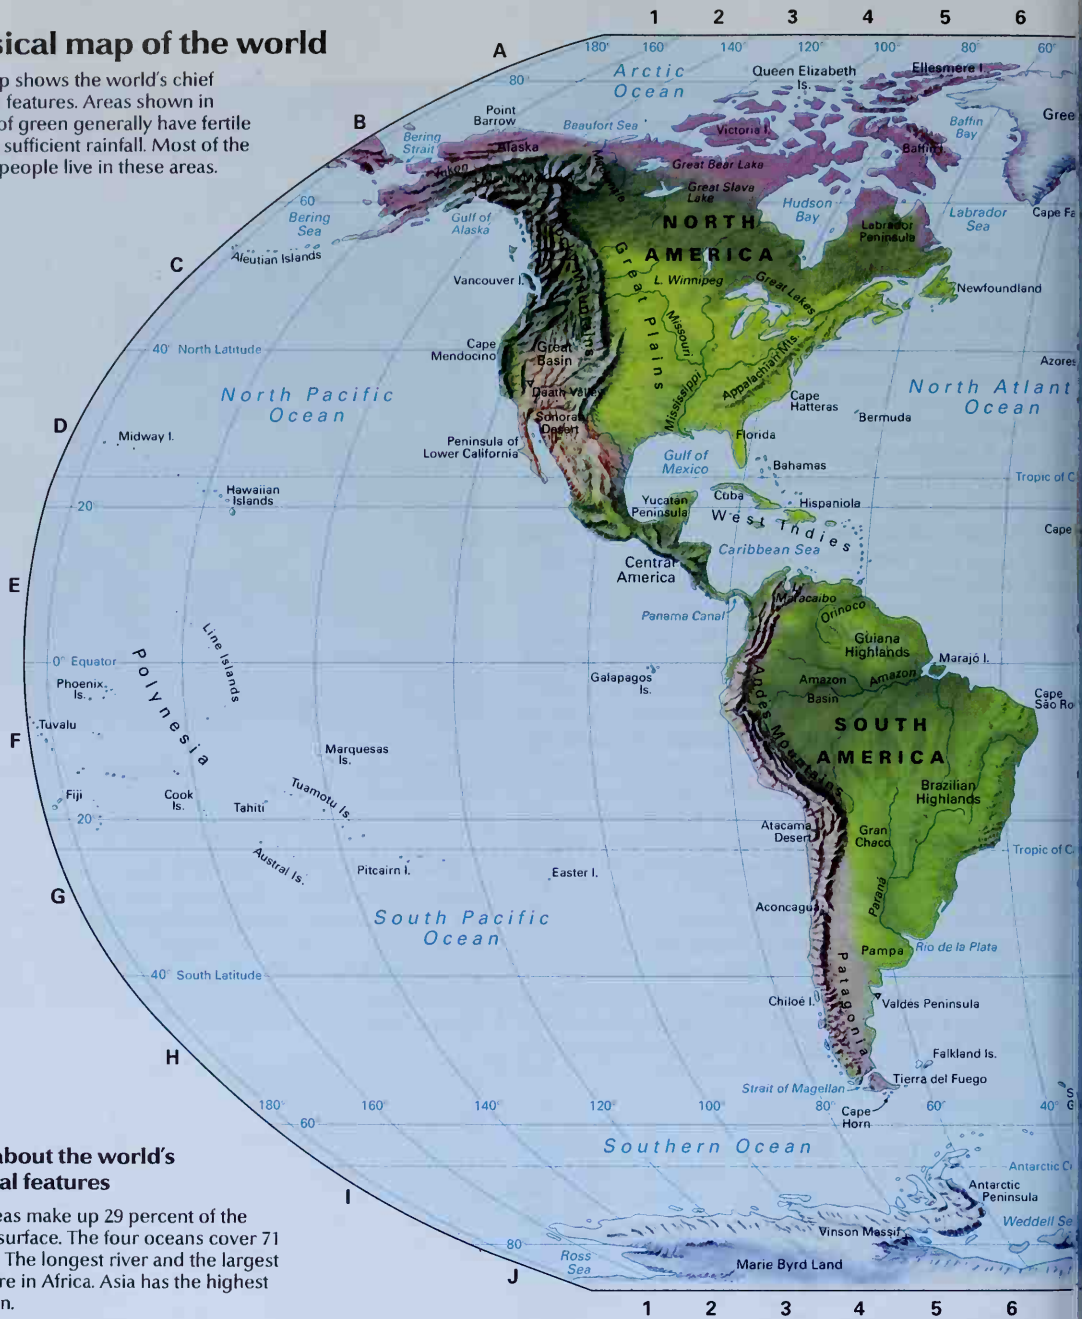 sical map of the world
p shows the world's chief
features. Areas shown in
of green generally have fertile
sufficient rainfall. Most of the
people live in these areas.
1 2 3 4 5 6
A
180° 160° 140° 120° 100° 80° 60°
80
Arctic
Ocean
Queen Elizabeth
Is.
Ellesmere I.
Point
Barrow
B
Bering
Strait
Beaufort Sea
Victoria I.
Baffin
Bay
Gree
Alaska
Baffin I.
Yukon
Great Bear Lake
Great Slave
Lake
60
Bering
Sea
Gulf of
Alaska
NORTH
AMERICA
Hudson
Bay
Labrador
Peninsula
Labrador
Sea
Cape Fa
Aleutian Islands
C
Vancouver I.
Great Plains
L. Winnipeg
Great Lakes
Newfoundland
Missouri
40° North Latitude
Cape
Mendocino
Great
Basin
Azores
North Pacific
Ocean
Death Valley
Mississippi
Appalachian Mts.
Cape
Hatteras
North Atlant
Ocean
Bermuda
D
Midway I.
Sonoran
Desert
Peninsula of
Lower California
Gulf of
Mexico
Florida
Bahamas
Tropic of C
Hawaiian
Islands
20
Yucatan
Peninsula
Cuba
Hispaniola
West Indies
Cape
Caribbean Sea
Central
America
E
Panama Canal
Maracaibo
Orinoco
Guiana
Highlands
Line Islands
0° Equator
Polynesia
Phoenix
Is.
Galapagos
Is.
Marajó I.
Amazon
Amazon
Basin
Andes Mountains
Cape
São Ro
Tuvalu
F
SOUTH
AMERICA
Marquesas
Is.
Brazilian
Highlands
Fiji
Cook
Is.
Tahiti
Tuamotu Is.
20
Atacama
Desert
Gran
Chaco
Tropic of C
Austral Is.
Pitcairn I.
Easter I.
G
Paraná
Aconcagua
South Pacific
Ocean
Pampa
Rio de la Plata
40° South Latitude
Patagonia
Chiloé I.
Valdés Peninsula
H
Falkland Is.
Tierra del Fuego
Strait of Magellan
S
G
180° 160° 140° 120° 100° 80° 60° 40°
Cape
Horn
60
Southern Ocean
about the world's
al features
Antarctic Ci
I
Antarctic
Peninsula
eas make up 29 percent of the
surface. The four oceans cover 71
The longest river and the largest
re in Africa. Asia has the highest
n.
Weddell Se
Vinson Massif
80
Ross
Sea
Marie Byrd Land
J
1 2 3 4 5 6